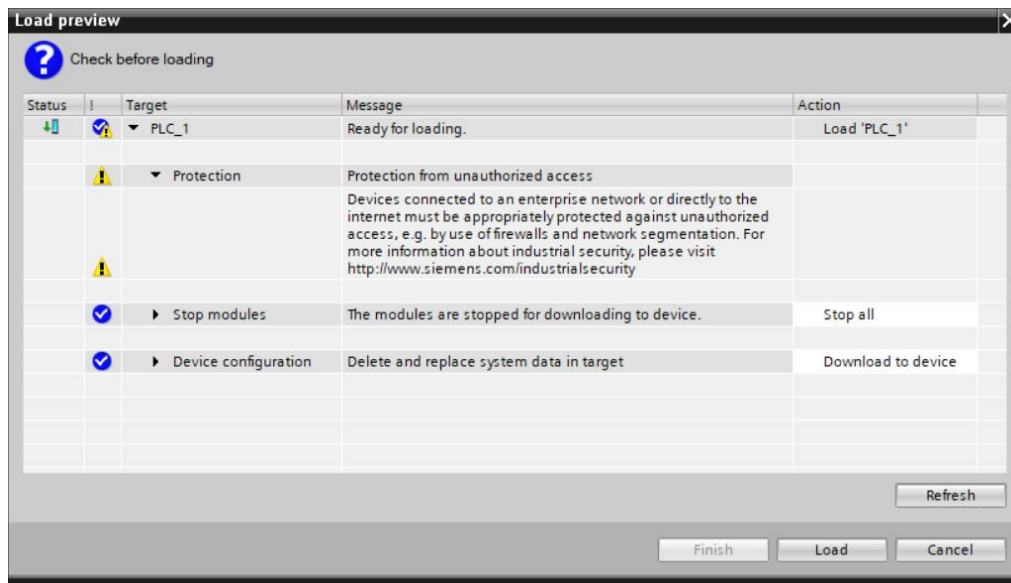 Load preview
Check before loading
Status ! Target Message Action
PLC_1 Ready for loading. Load 'PLC_1'
Protection Protection from unauthorized access
Devices connected to an enterprise network or directly to the
internet must be appropriately protected against unauthorized
access, e.g. by use of firewalls and network segmentation. For
more information about industrial security, please visit
http://www.siemens.com/industrialsecurity
Stop modules The modules are stopped for downloading to device. Stop all
Device configuration Delete and replace system data in target Download to device
Refresh
Finish Load Cancel